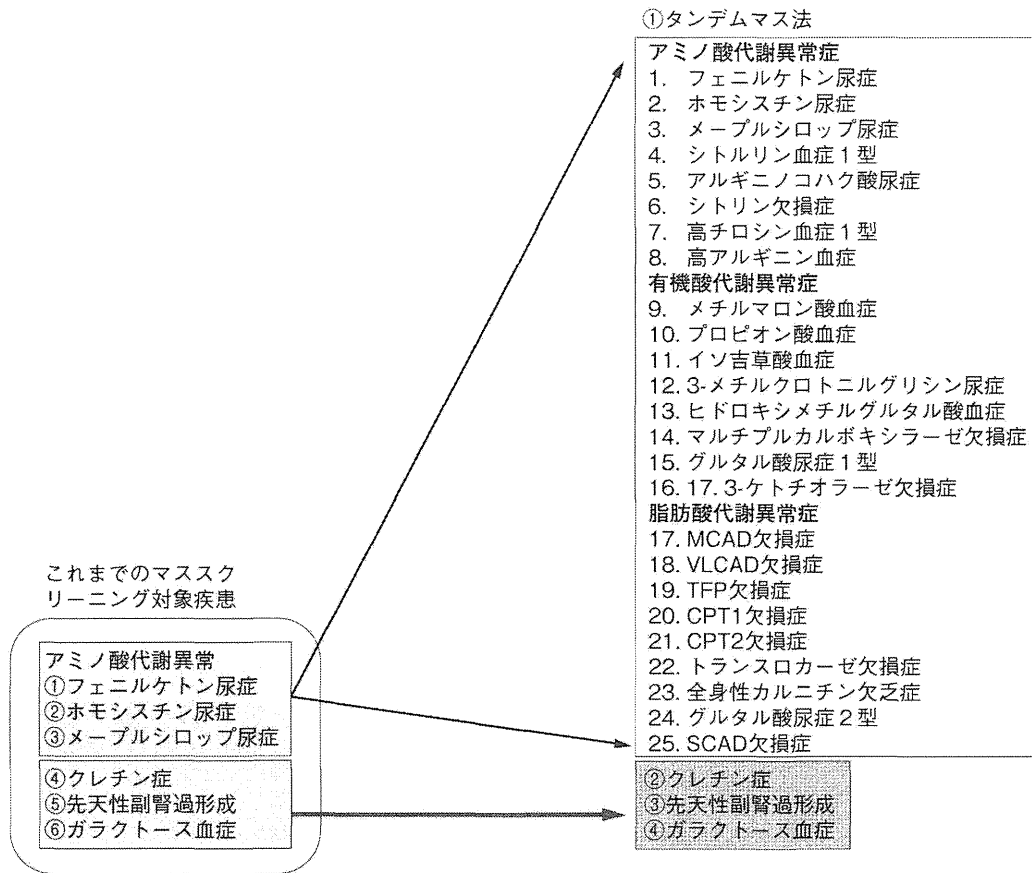 ①タンデムマス法
アミノ酸代謝異常症
1. フェニルケトン尿症
2. ホモシスチン尿症
3. メープルシロップ尿症
4. シトルリン血症1型
5. アルギニノコハク酸尿症
6. シトリン欠損症
7. 高チロシン血症1型
8. 高アルギニン血症
有機酸代謝異常症
9. メチルマロン酸血症
10. プロピオン酸血症
11. イソ吉草酸血症
12. 3-メチルクロトニルグリシン尿症
13. ヒドロキシメチルグルタル酸血症
14. マルチプルカルボキシラーゼ欠損症
15. グルタル酸尿症1型
16. 17. 3-ケトチオラーゼ欠損症
脂肪酸代謝異常症
17. MCAD欠損症
18. VLCAD欠損症
19. TFP欠損症
20. CPT1欠損症
21. CPT2欠損症
22. トランスロカーゼ欠損症
23. 全身性カルニチン欠乏症
24. グルタル酸尿症2型
25. SCAD欠損症
②クレチン症
③先天性副腎過形成
④ガラクトース血症
これまでのマススク
リーニング対象疾患
アミノ酸代謝異常
①フェニルケトン尿症
②ホモシスチン尿症
③メープルシロップ尿症
④クレチン症
⑤先天性副腎過形成
⑥ガラクトース血症